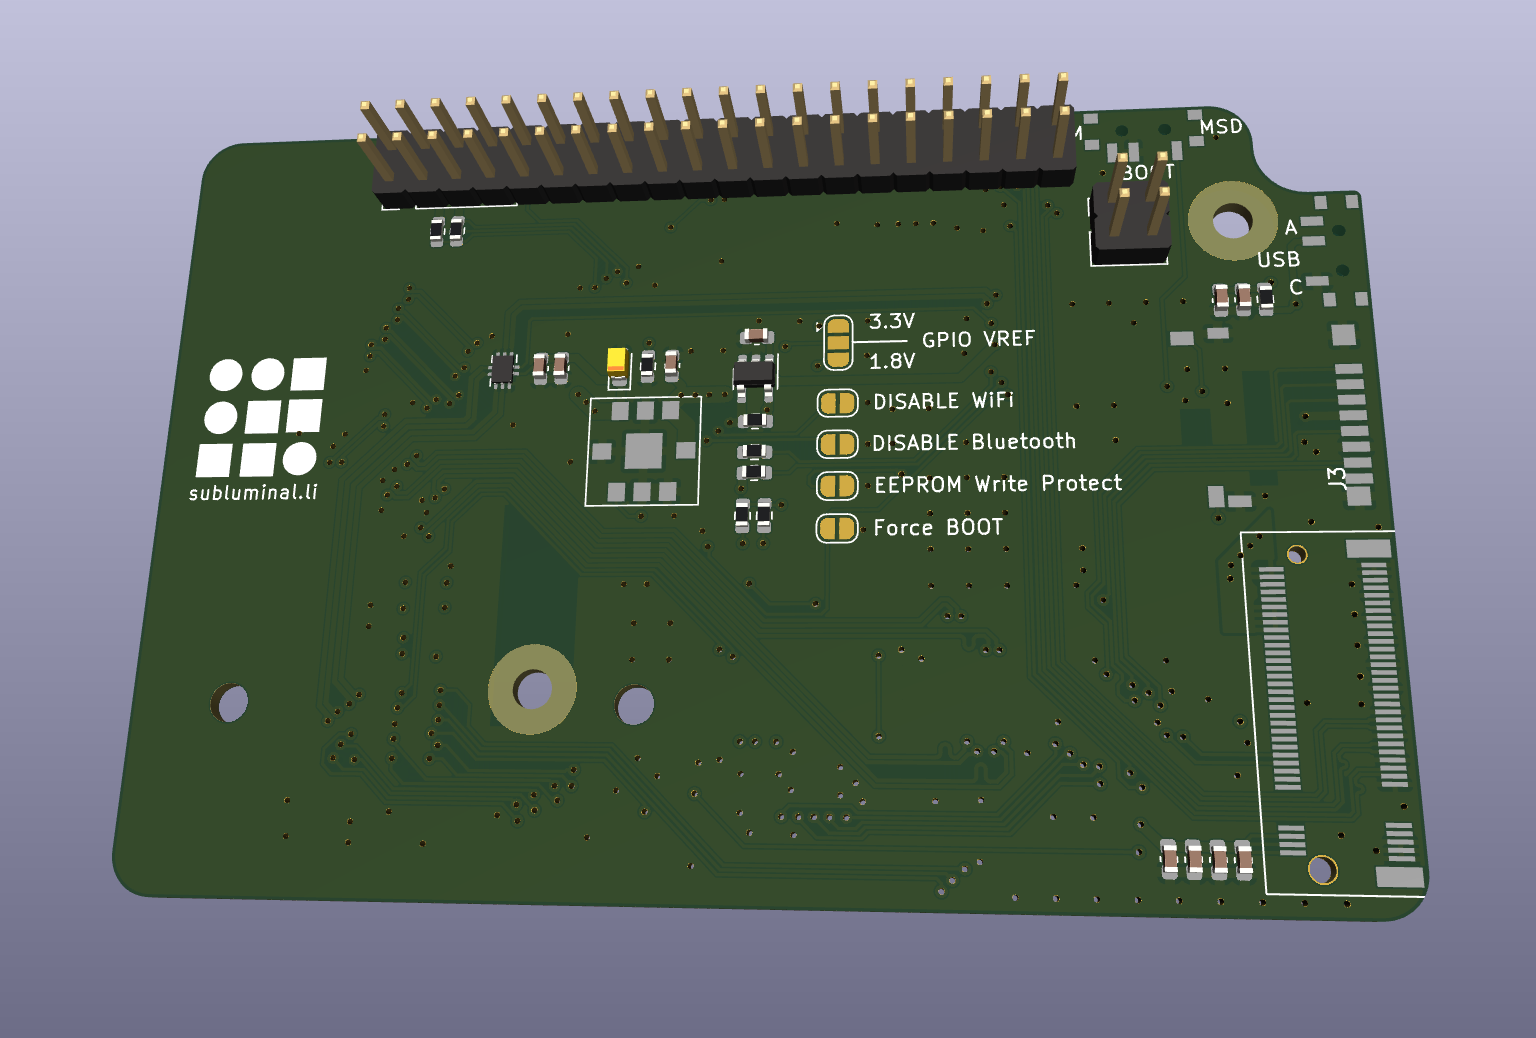 M
MSD
BOOT
A
USB
C
3.3V
GPIO VREF
1.8V
DISABLE WiFi
DISABLE Bluetooth
EEPROM Write Protect
Force BOOT
J3
subluminal.li